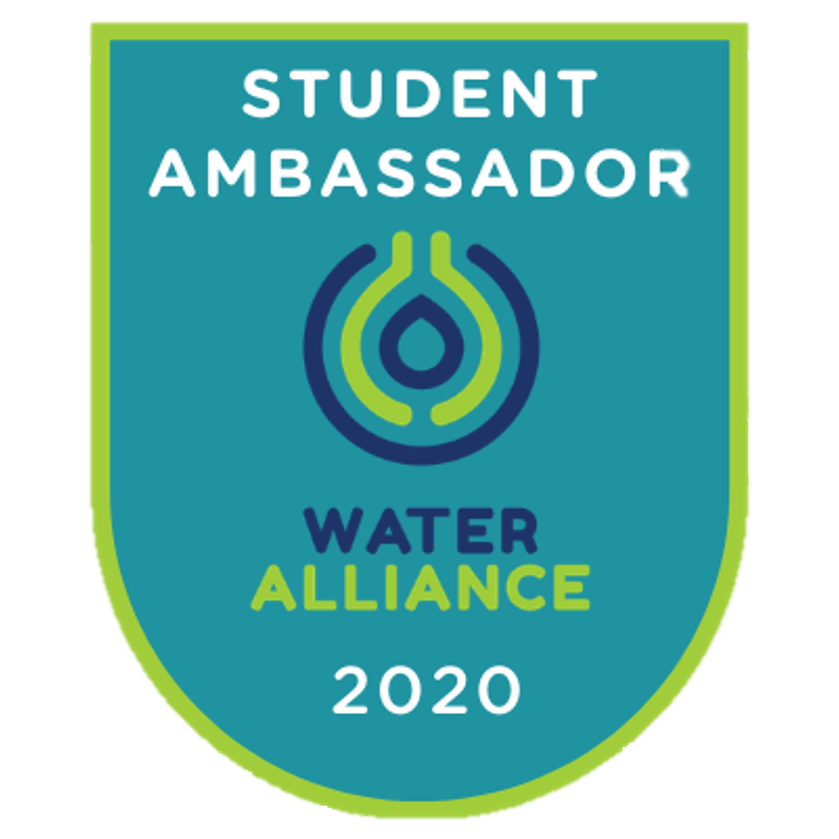 STUDENT
AMBASSADOR
WATER
ALLIANCE
2020